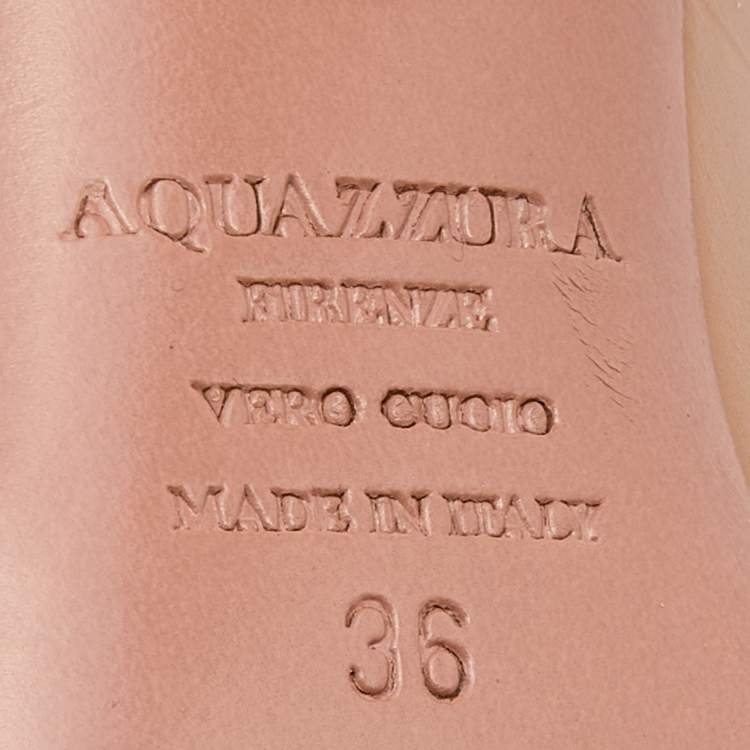 AQUAZZURA
FIRENZE
VERO CUOIO
MADE IN ITALY
36